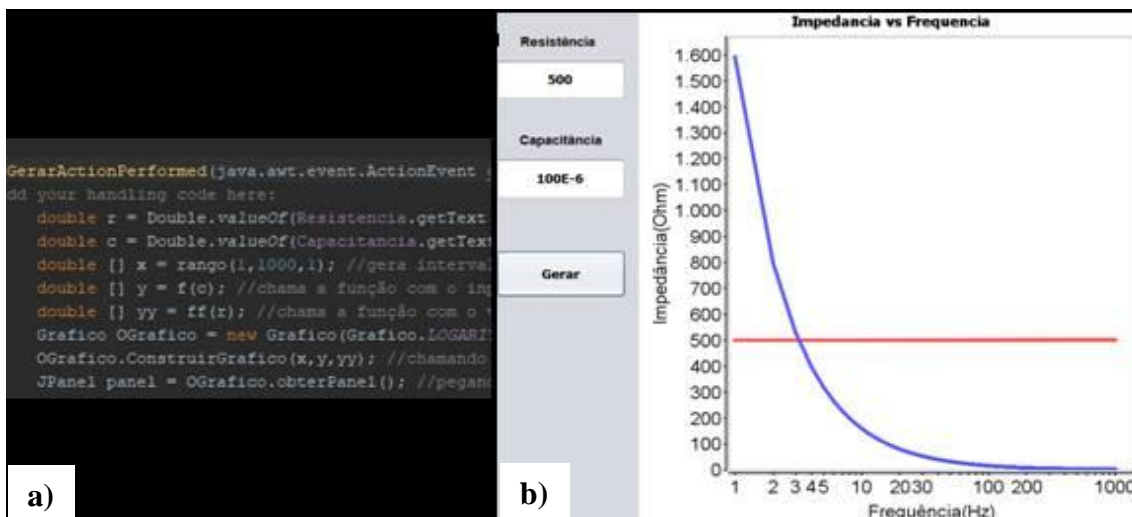 GerarActionPerformed(java.awt.event.ActionEvent
dd your handling code here:
double r = Double.valueOf(Resistencia.getText
double c = Double.valueOf(Capacitancia.getText
double [] x = rango(1,1000,1); //gera interval
double [] y = f(c); //chama a função com o
double [] yy = ff(r); //chama a função com o
Grafico OGrafico = new Grafico(Grafico.LOGARI
OGrafico.ConstruirGrafico(x,y,yy); //chamando
JPanel panel = OGrafico.obterPanel(); //pegand
a)
Resistência
500
Capacitância
100E-6
Gerar
b)
Impedancia vs Frequencia
Impedância(Ohm)
1.600
1.500
1.400
1.300
1.200
1.100
1.000
900
800
700
600
500
400
300
200
100
0
1 2 3 4 5 10 20 30 100 200 1000
Frequência(Hz)